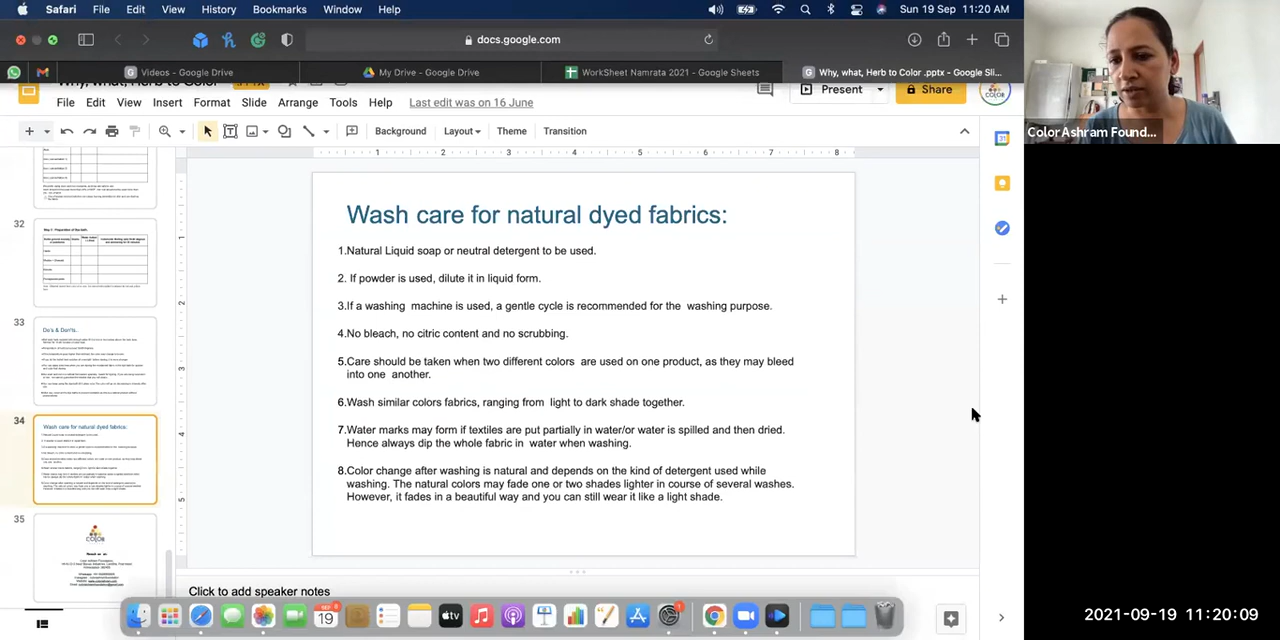 Safari File Edit View History Bookmarks Window Help Sun 19 Sep 11:20 AM
docs.google.com
Videos - Google Drive My Drive - Google Drive WorkSheet Namrata 2021 - Google Sheets Why, what, Herb to Color .pptx - Google Sli...
File Edit View Insert Format Slide Arrange Tools Help Last edit was on 16 June Present Share
Background Layout Theme Transition
Color Ashram Found...
1 2 3 4 5 6 7 8
32
33
Do's & Don'ts.
34
Wash care for natural dyed fabrics:
35
Wash care for natural dyed fabrics:
1.Natural Liquid soap or neutral detergent to be used.
2. If powder is used, dilute it in liquid form.
3.If a washing machine is used, a gentle cycle is recommended for the washing purpose.
4.No bleach, no citric content and no scrubbing.
5.Care should be taken when two or more colors are used on one product, as they may bleed
into one another.
6.Wash similar colors fabrics, ranging from light to dark shade together.
7.Water marks may form if textiles are put partially in water/or water is spilled and then dried.
Hence always dip the whole fabric in water when washing.
8.Color change after washing is natural and depends on the kind of detergent used while
washing. The natural colors may fade one or two shades lighter in course of several washes.
However, it fades in a beautiful way and you can still wear it like a light shade.
Click to add speaker notes
2021-09-19 11:20:09